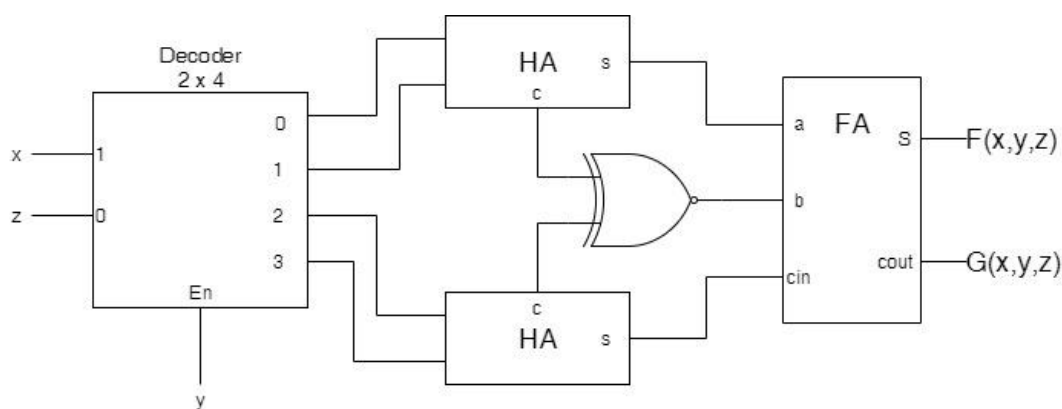 Decoder
2 x 4
x
1
z
0
0
1
2
3
En
y
HA
s
c
c
HA
s
a
FA
S
F(x,y,z)
b
cout
G(x,y,z)
cin